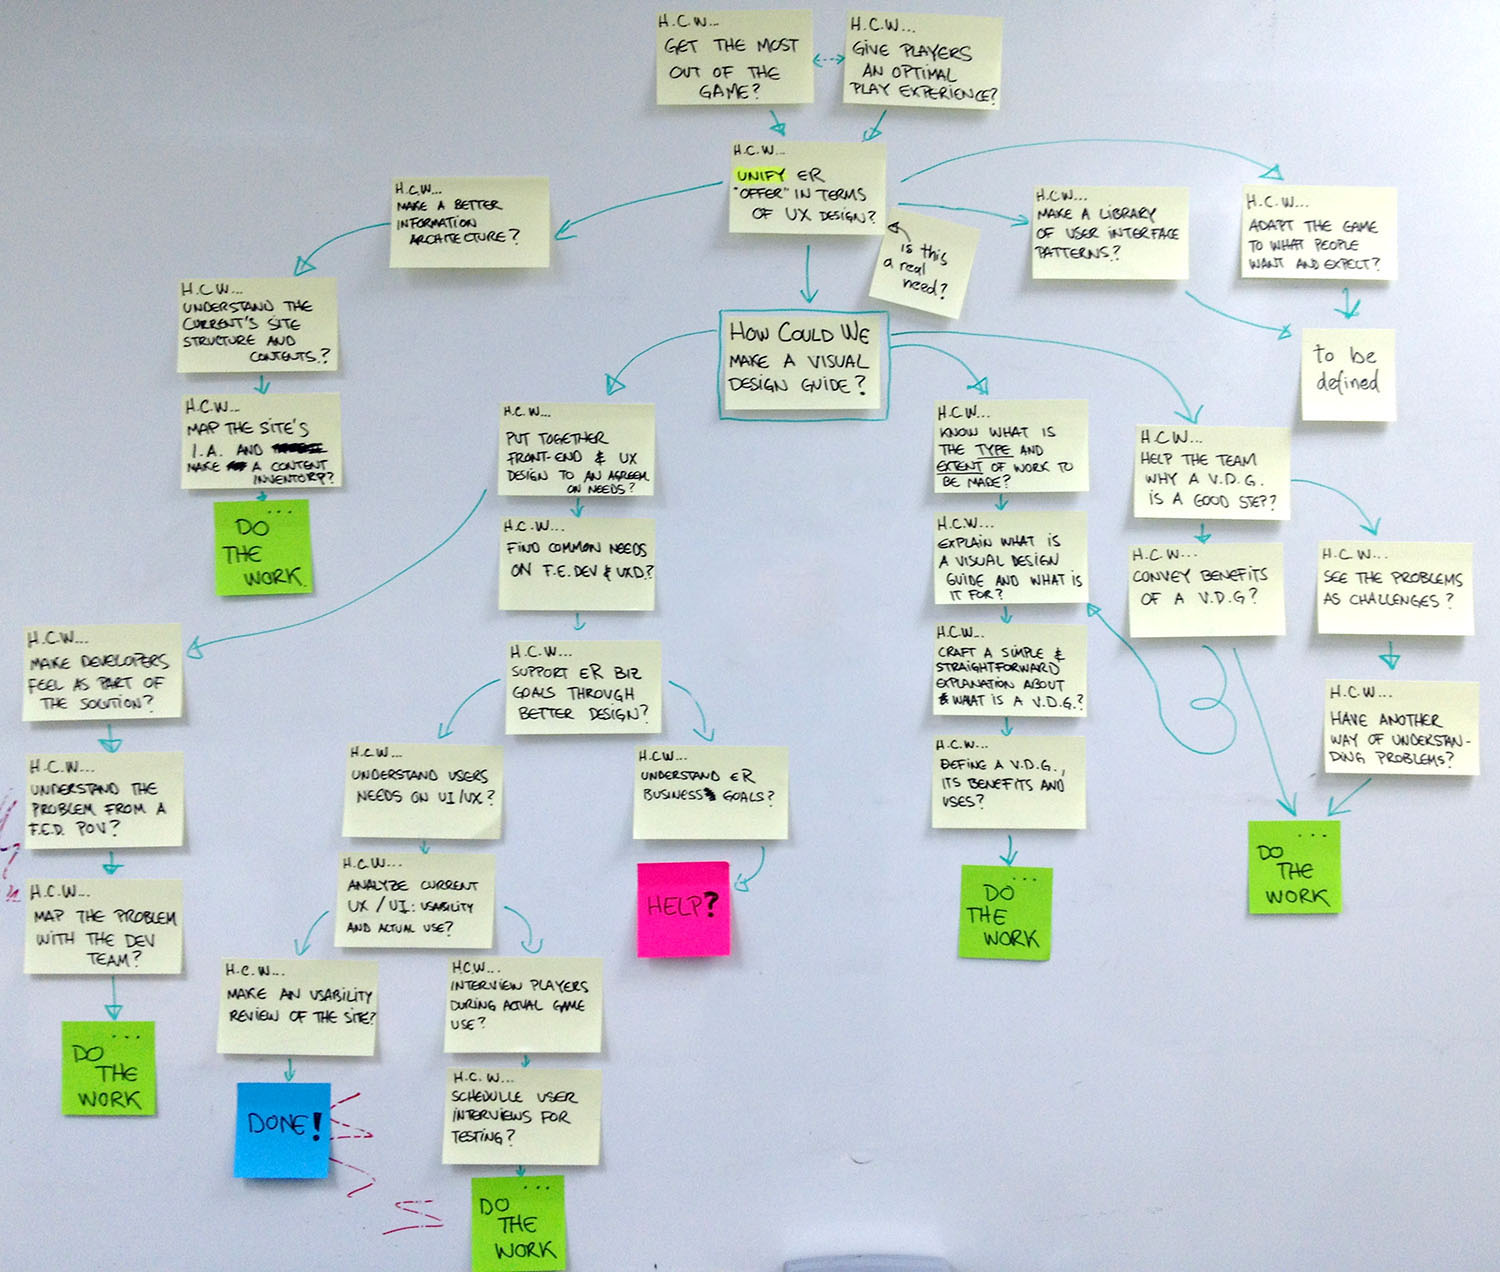 H.C.W...
GET THE MOST
OUT OF THE
GAME?
H.C.W...
GIVE PLAYERS
AN OPTIMAL
PLAY EXPERIENCE?
H.C.W...
UNIFY ER
"OFFER" IN TERMS
OF UX DESIGN?
is this
a real
need?
H.C.W...
MAKE A BETTER
INFORMATION
ARCHITECTURE?
H.C.W...
MAKE A LIBRARY
OF USER INTERFACE
PATTERNS?
H.C.W...
ADAPT THE GAME
TO WHAT PEOPLE
WANT AND EXPECT?
to be
defined
H.C.W...
UNDERSTAND THE
CURRENT'S SITE
STRUCTURE AND
CONTENTS?
H.C.W...
MAP THE SITE'S
I.A. AND
MAKE A CONTENT
INVENTORY?
...
DO
THE
WORK
HOW COULD WE
MAKE A VISUAL
DESIGN GUIDE?
H.C.W...
PUT TOGETHER
FRONT-END & UX
DESIGN TO AN AGREEM
ON NEEDS?
H.C.W...
FIND COMMON NEEDS
ON F.E.DEV & UXD?
H.C.W...
SUPPORT ER BIZ
GOALS THROUGH
BETTER DESIGN?
H.C.W...
KNOW WHAT IS
THE TYPE AND
EXTENT OF WORK TO
BE MADE?
H.C.W...
EXPLAIN WHAT IS
A VISUAL DESIGN
GUIDE AND WHAT IS
IT FOR?
H.C.W...
CRAFT A SIMPLE &
STRAIGHTFORWARD
EXPLANATION ABOUT
WHAT IS A V.D.G.?
H.C.W...
DEFINE A V.D.G.,
ITS BENEFITS AND
USES?
...
DO
THE
WORK
H.C.W...
HELP THE TEAM
WHY A V.D.G.
IS A GOOD STEP?
H.C.W...
CONVEY BENEFITS
OF A V.D.G?
H.C.W...
SEE THE PROBLEMS
AS CHALLENGES?
H.C.W...
HAVE ANOTHER
WAY OF UNDERSTAN-
DING PROBLEMS?
...
DO
THE
WORK
H.C.W...
MAKE DEVELOPERS
FEEL AS PART OF
THE SOLUTION?
H.C.W...
UNDERSTAND THE
PROBLEM FROM A
F.E.D. POV?
H.C.W...
MAP THE PROBLEM
WITH THE DEV
TEAM?
...
DO
THE
WORK
H.C.W...
UNDERSTAND USERS
NEEDS ON UI/UX?
H.C.W...
UNDERSTAND ER
BUSINESS GOALS?
HELP?
H.C.W...
ANALYZE CURRENT
UX / UI: USABILITY
AND ACTUAL USE?
H.C.W...
MAKE AN USABILITY
REVIEW OF THE SITE?
DONE!
H.C.W...
INTERVIEW PLAYERS
DURING ACTUAL GAME
USE?
H.C.W...
SCHEDULLE USER
INTERVIEWS FOR
TESTING?
...
DO
THE
WORK